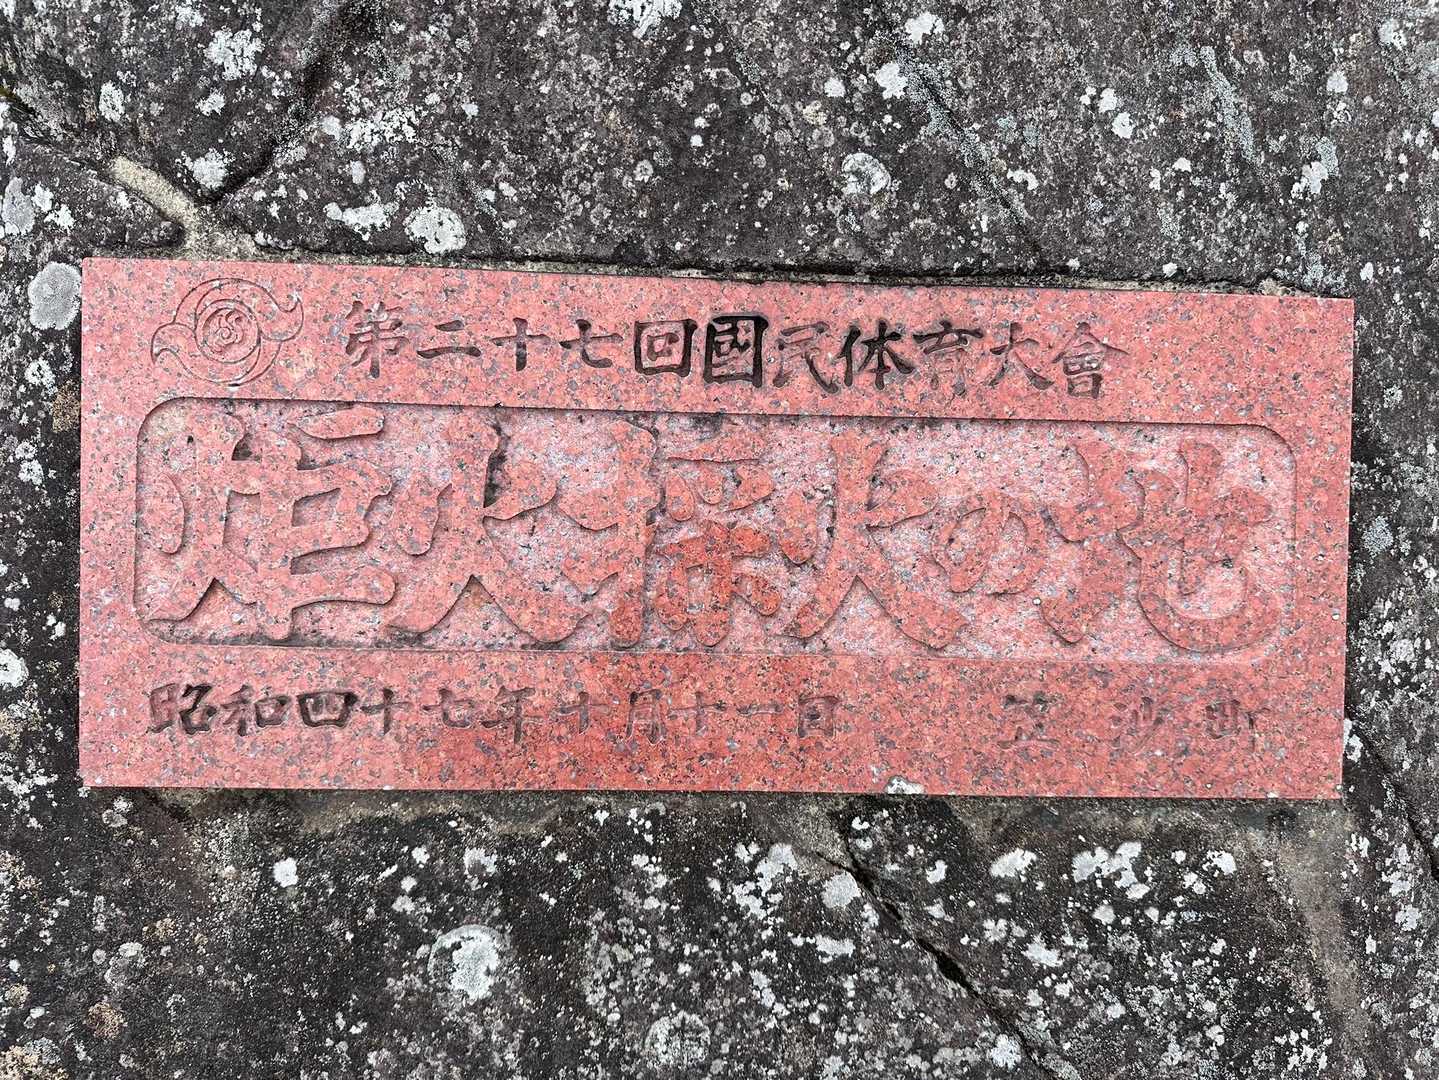 第二十七回國民体育大會
炬火採火の地
昭和四十七年十月十一日 笠沙町